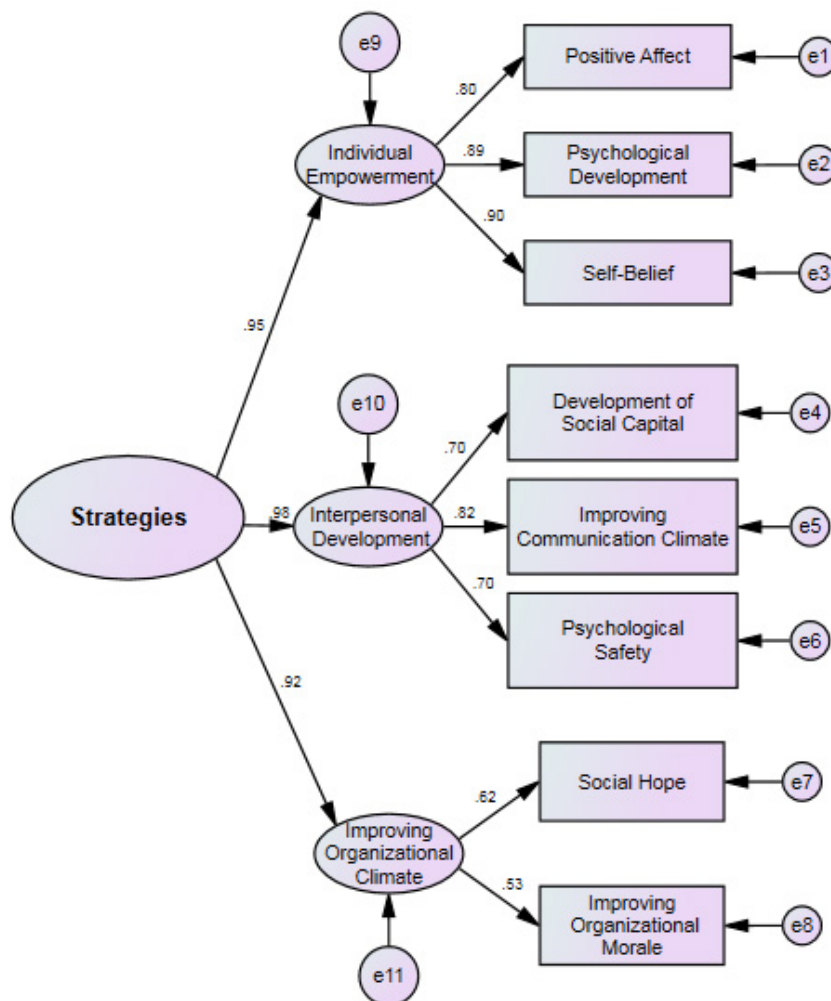 e9
Positive Affect
e1
.80
Individual
Empowerment
.89
Psychological
Development
e2
.90
Self-Belief
e3
.95
e10
Development of
Social Capital
e4
.70
Strategies
.98
Interpersonal
Development
.82
Improving
Communication Climate
e5
.70
Psychological
Safety
e6
.92
Social Hope
e7
.62
Improving
Organizational
Climate
.53
Improving
Organizational
Morale
e8
e11